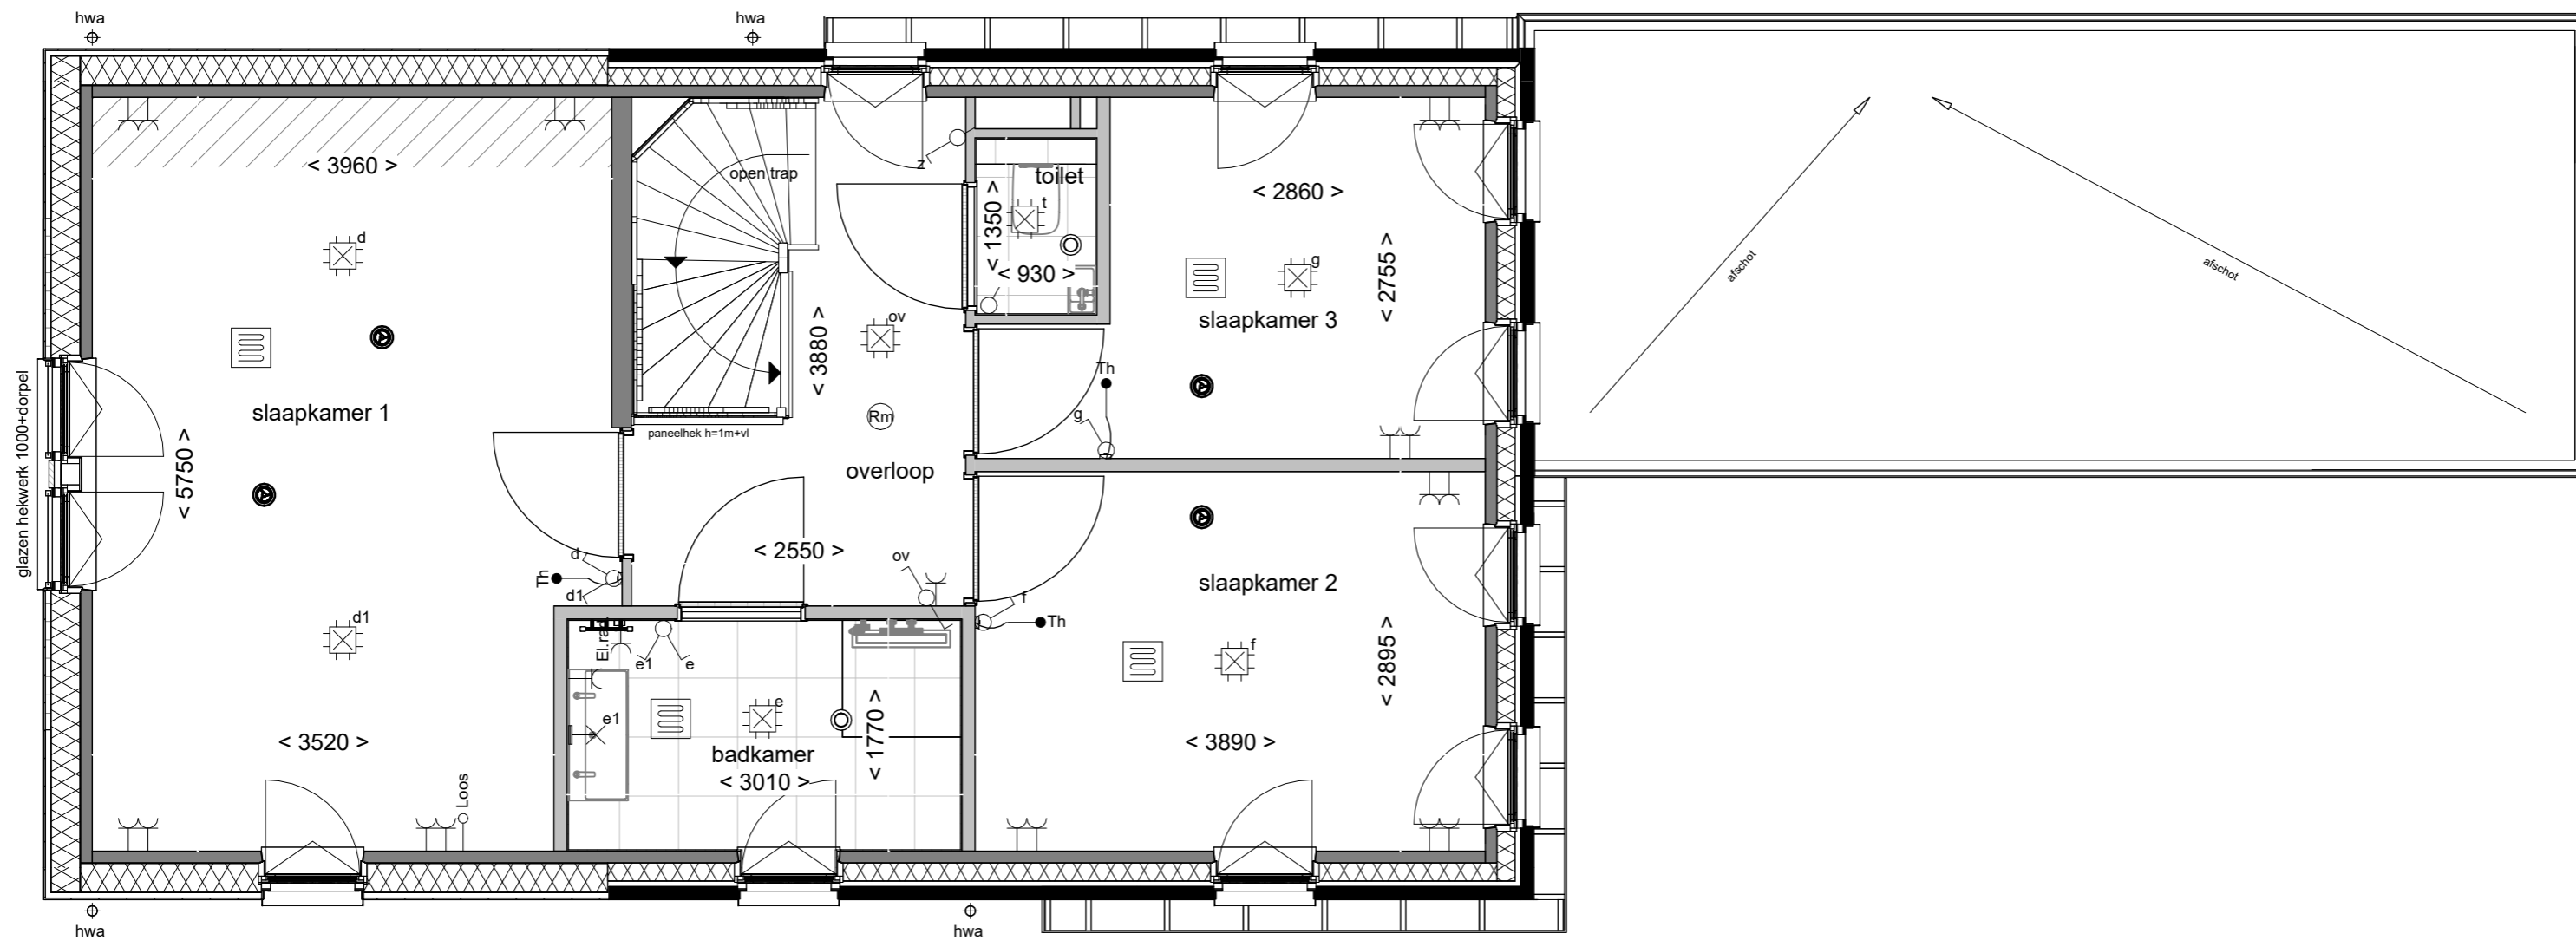 hwa
hwa
< 3960 >
open trap
z
toilet
t
< 1350 >
< 930 >
< 2860 >
d
g
< 2755 >
afschot
afschot
slaapkamer 3
ov
< 3880 >
Th
g
slaapkamer 1
Rm
paneelhek h=1m+vl
glazen hekwerk 1000+dorpel
< 5750 >
overloop
d
Th
d1
< 2550 >
ov
slaapkamer 2
f
Th
d1
El.rad
e1
e
f
< 2895 >
e1
e
< 1770 >
< 3520 >
badkamer
< 3010 >
< 3890 >
Loos
hwa
hwa